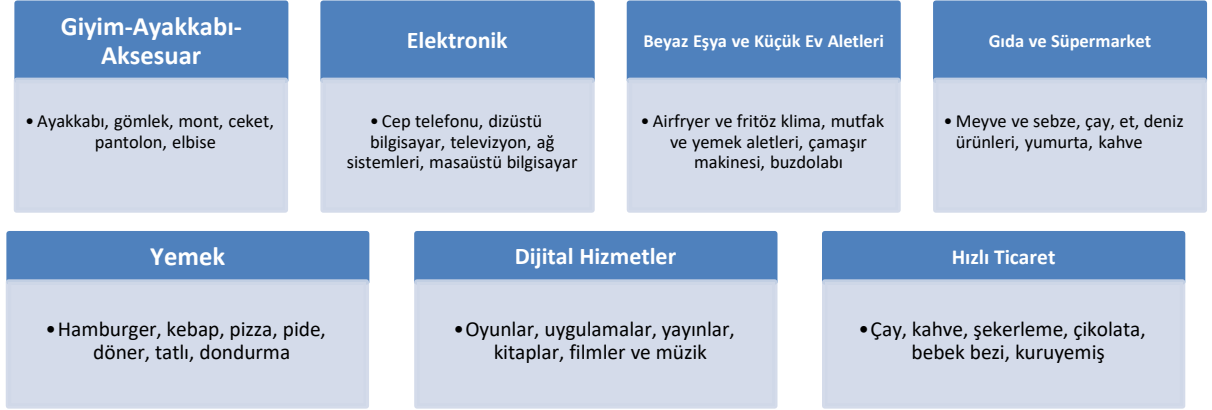 Giyim-Ayakkabı-
Aksesuar
• Ayakkabı, gömlek, mont, ceket,
pantolon, elbise
Elektronik
• Cep telefonu, dizüstü
bilgisayar, televizyon, ağ
sistemleri, masaüstü bilgisayar
Beyaz Eşya ve Küçük Ev Aletleri
• Airfryer ve fritöz klima, mutfak
ve yemek aletleri, çamaşır
makinesi, buzdolabı
Gıda ve Süpermarket
• Meyve ve sebze, çay, et, deniz
ürünleri, yumurta, kahve
Yemek
• Hamburger, kebap, pizza, pide,
döner, tatlı, dondurma
Dijital Hizmetler
• Oyunlar, uygulamalar, yayınlar,
kitaplar, filmler ve müzik
Hızlı Ticaret
• Çay, kahve, şekerleme, çikolata,
bebek bezi, kuruyemiş